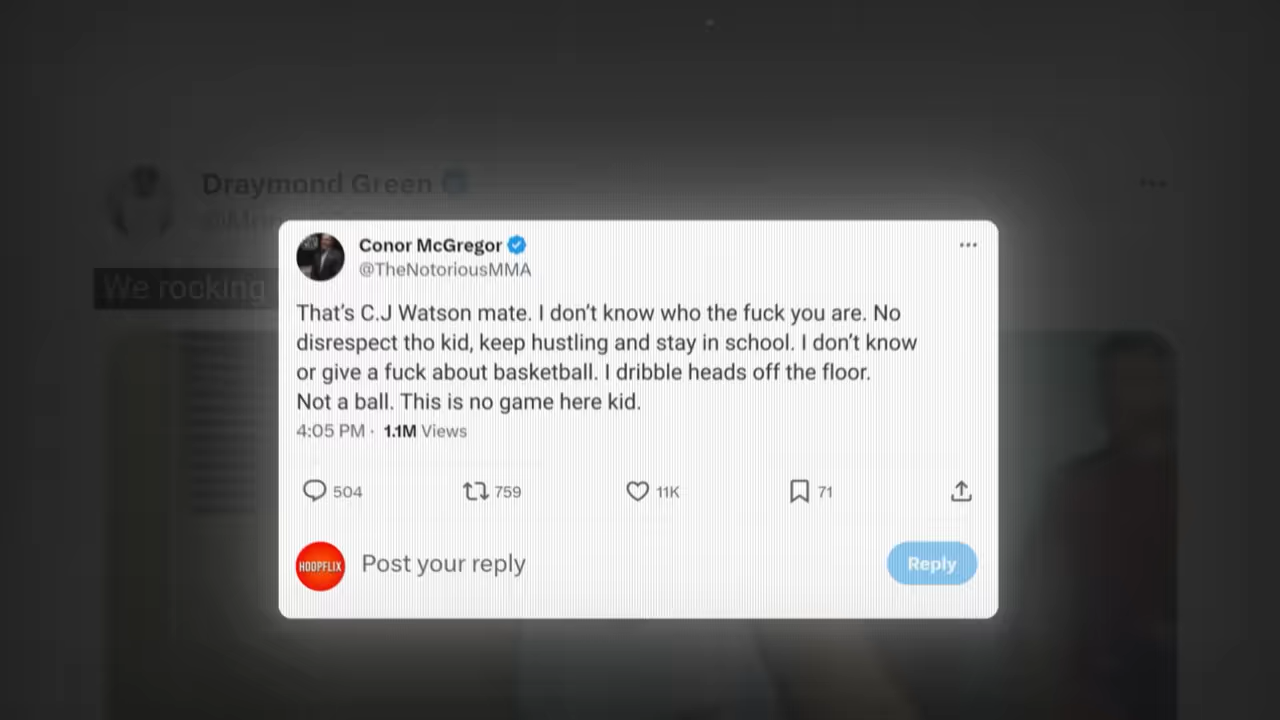 Draymond Green
We rooking
Conor McGregor
@TheNotoriousMMA
That's C.J Watson mate. I don't know who the fuck you are. No
disrespect tho kid, keep hustling and stay in school. I don't know
or give a fuck about basketball. I dribble heads off the floor.
Not a ball. This is no game here kid.
4:05 PM · 1.1M Views
504 759 11K 71
HOOPFLIX Post your reply Reply